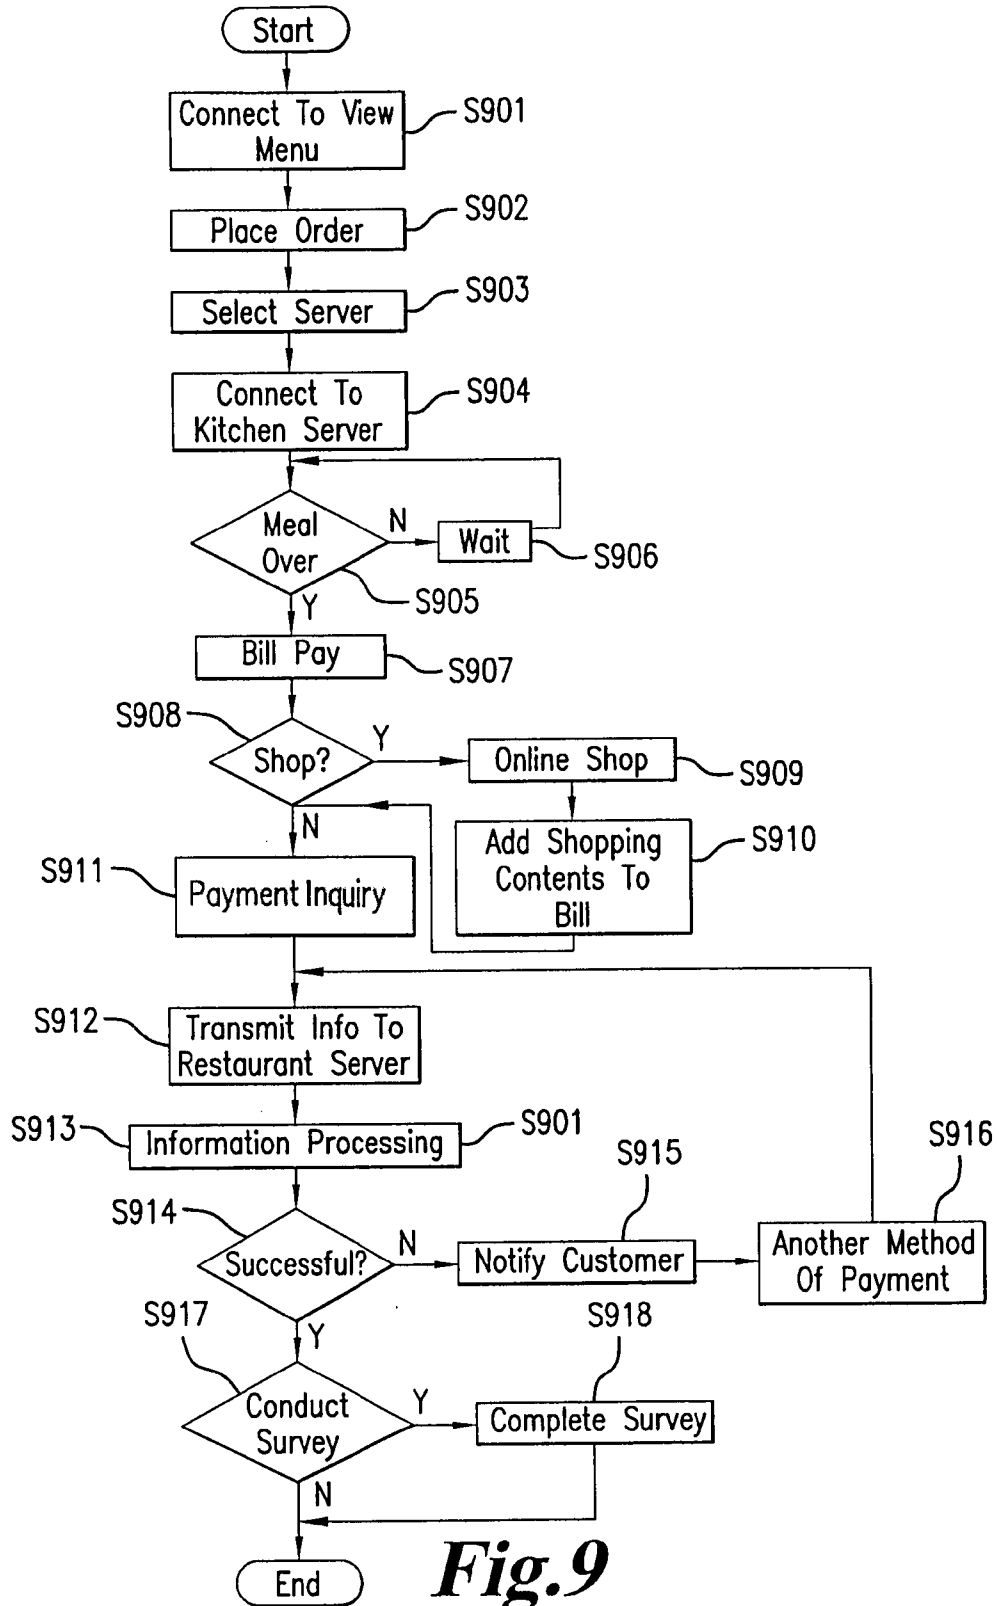 Start
Connect To View
Menu
S901
Place Order
S902
Select Server
S903
Connect To
Kitchen Server
S904
Meal
Over
N
Wait
S906
S905
Y
Bill Pay
S907
S908
Shop?
Y
Online Shop
S909
N
Add Shopping
Contents To
Bill
S910
S911
Payment Inquiry
S912
Transmit Info To
Restaurant Server
S913
Information Processing
S901
S914
Successful?
N
S915
Notify Customer
S916
Another Method
Of Payment
Y
S917
Conduct
Survey
Y
S918
Complete Survey
N
End
Fig.9